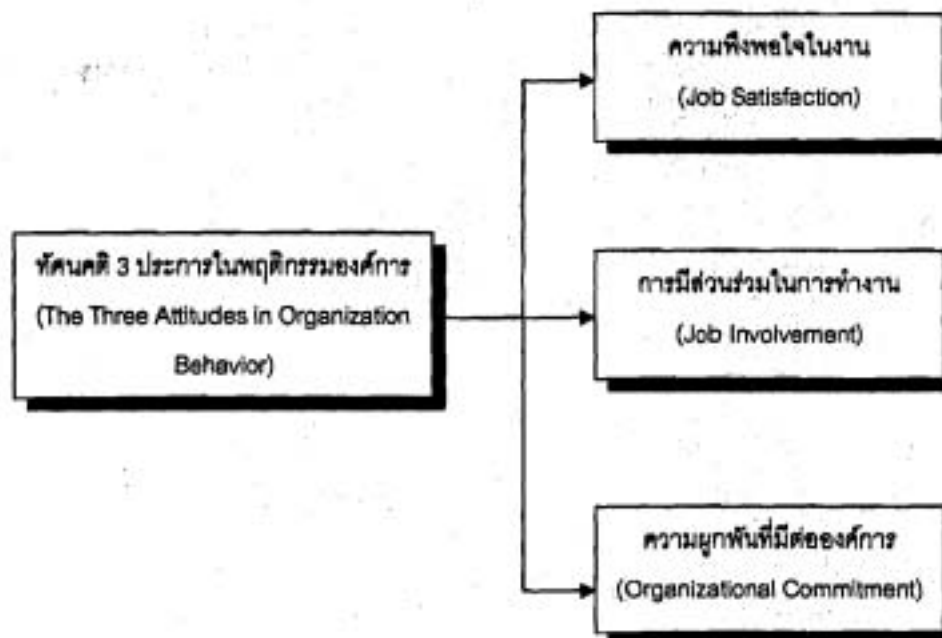 ความพึงพอใจในงาน
(Job Satisfaction)
ทัศนคติ 3 ประการในพฤติกรรมองค์การ
(The Three Attitudes in Organization
Behavior)
การมีส่วนร่วมในการทำงาน
(Job Involvement)
ความผูกพันที่มีต่อองค์การ
(Organizational Commitment)